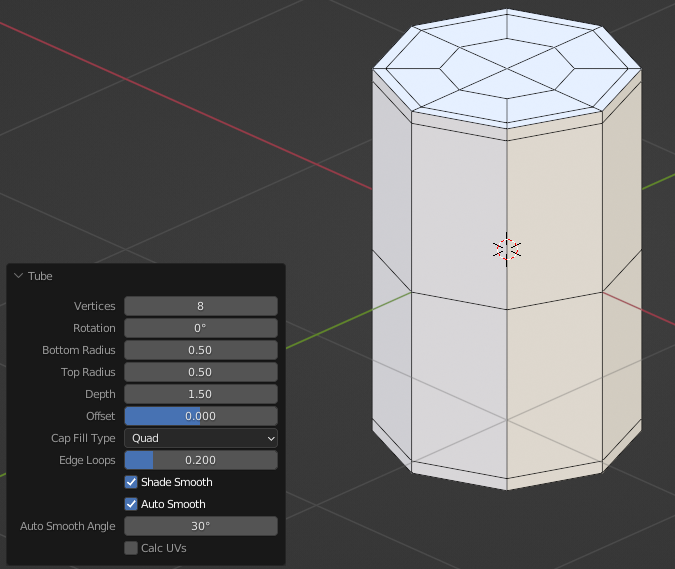 Tube
Vertices 8
Rotation 0°
Bottom Radius 0.50
Top Radius 0.50
Depth 1.50
Offset 0.000
Cap Fill Type Quad
Edge Loops 0.200
Shade Smooth
Auto Smooth
Auto Smooth Angle 30°
Calc UVs